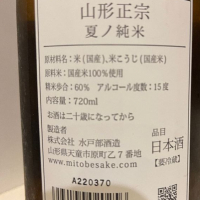 山形正宗
夏ノ純米
原材料名：米(国産)、米こうじ(国産)
原料米：国産米100％使用
精米歩合：60％ アルコール度数：15度
内容量：720ml
お酒は二十歳になってから
製造者
株式会社 水戸部酒造
山形県天童市原町乙7番地
www.mitobesake.com
品目
日本酒
【要冷蔵】
A220370